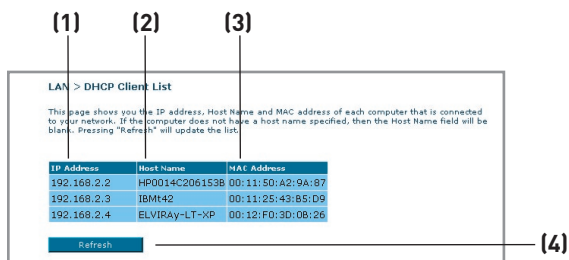 (1) (2) (3)
LAN > DHCP Client List
This page shows you the IP address, Host Name and MAC address of each computer that is connected
to your network. If the computer does not have a host name specified, then the Host Name field will be
blank. Pressing "Refresh" will update the list.
IP Address Host Name MAC Address
192.168.2.2 HP0014C206153B 00:11:50:A2:9A:87
192.168.2.3 IBMt42 00:11:25:43:B5:D9
192.168.2.4 ELVIRAy-LT-XP 00:12:F0:3D:0B:26
Refresh (4)